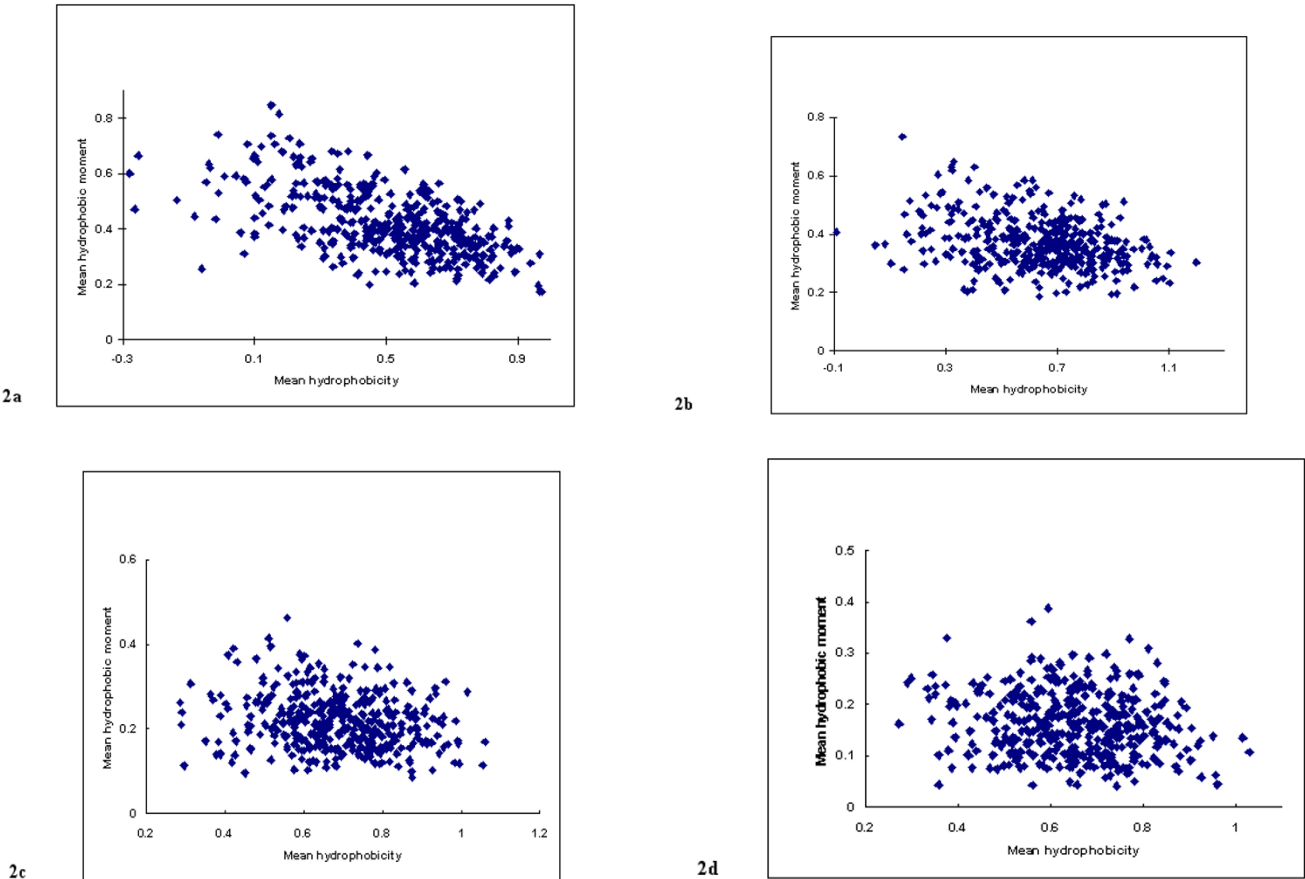 Mean hydrophobic moment
0.8
0.6
0.4
0.2
0
-0.3 0.1 0.5 0.9
Mean hydrophobicity
2a
Mean hydrophobic moment
0.8
0.6
0.4
0.2
0
-0.1 0.3 0.7 1.1
Mean hydrophobicity
2b
Mean hydrophobic moment
0.6
0.4
0.2
0
0.2 0.4 0.6 0.8 1 1.2
Mean hydrophobicity
2c
Mean hydrophobic moment
0.5
0.4
0.3
0.2
0.1
0
0.2 0.4 0.6 0.8 1
Mean hydrophobicity
2d